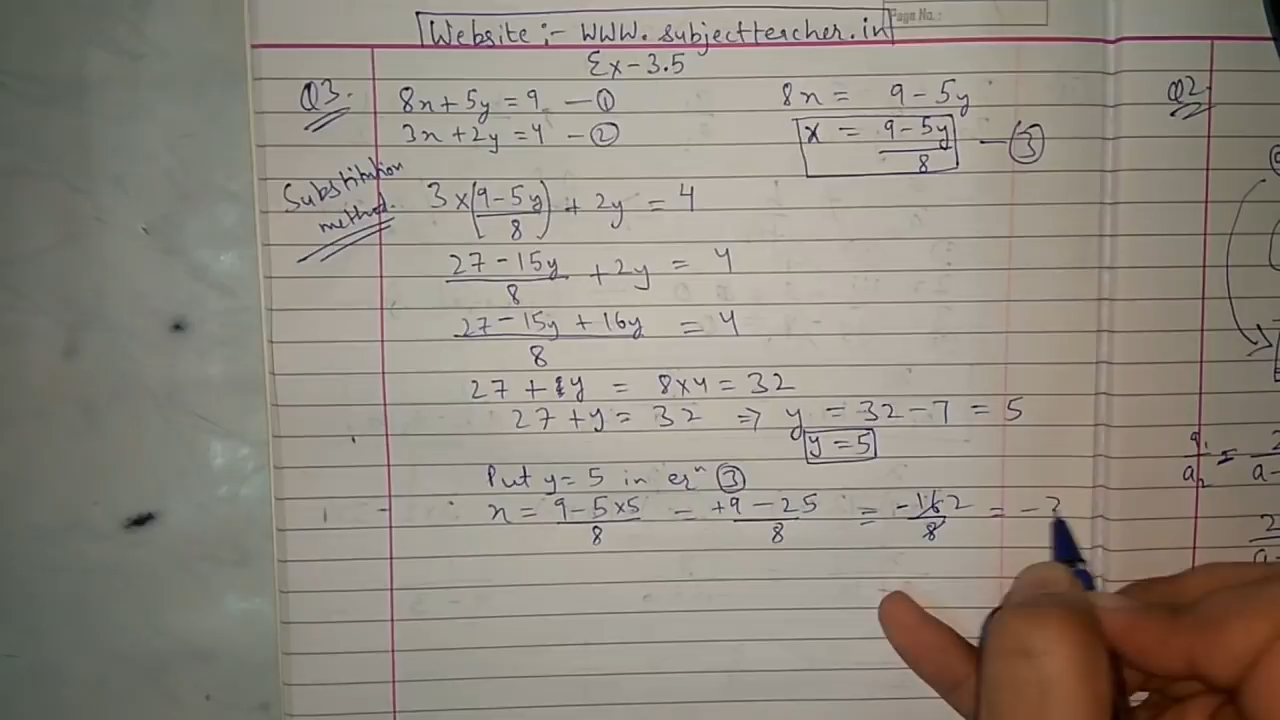 Page No.:
Website :- WWW.subjectteacher.in
Ex-3.5
Q3. 8x+5y=9 —①
3x+2y=4 —②
8x = 9-5y
x = (9-5y)/8 —③
Q2
Substitution
method.
3×((9-5y)/8) + 2y = 4
(27-15y)/8 + 2y = 4
(27-15y+16y)/8 = 4
27 + 1y = 8×4 = 32
27+y = 32 ⇒ y = 32-7 = 5
y=5
Put y=5 in eqⁿ ③
x = (9-5×5)/8 = (+9-25)/8 = -16/8 2 = -2